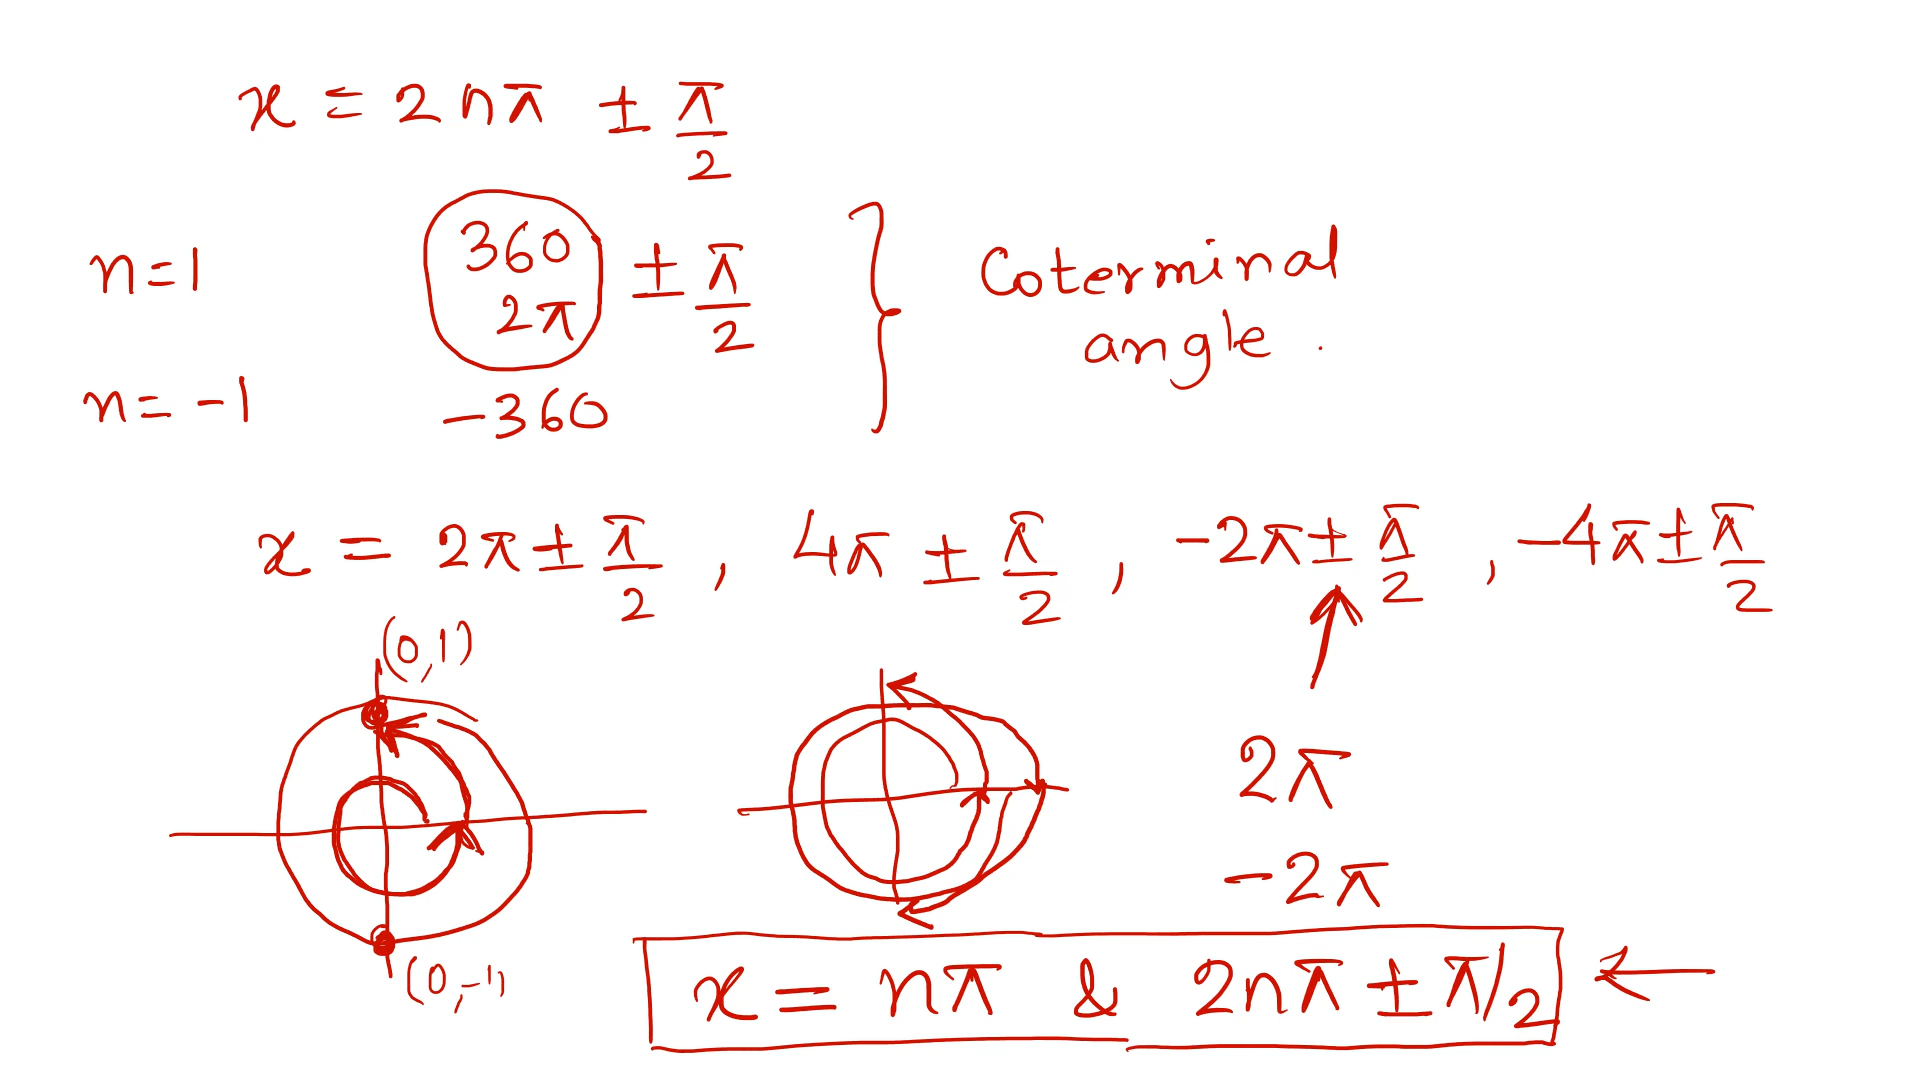 x = 2nπ ± π/2
n=1 360 2π ± π/2
Coterminal
angle.
n= -1 -360
x = 2π ± π/2 , 4π ± π/2 , -2π ± π/2 , -4π ± π/2
(0,1)
2π
-2π
(0,-1)
x = nπ & 2nπ ± π/2